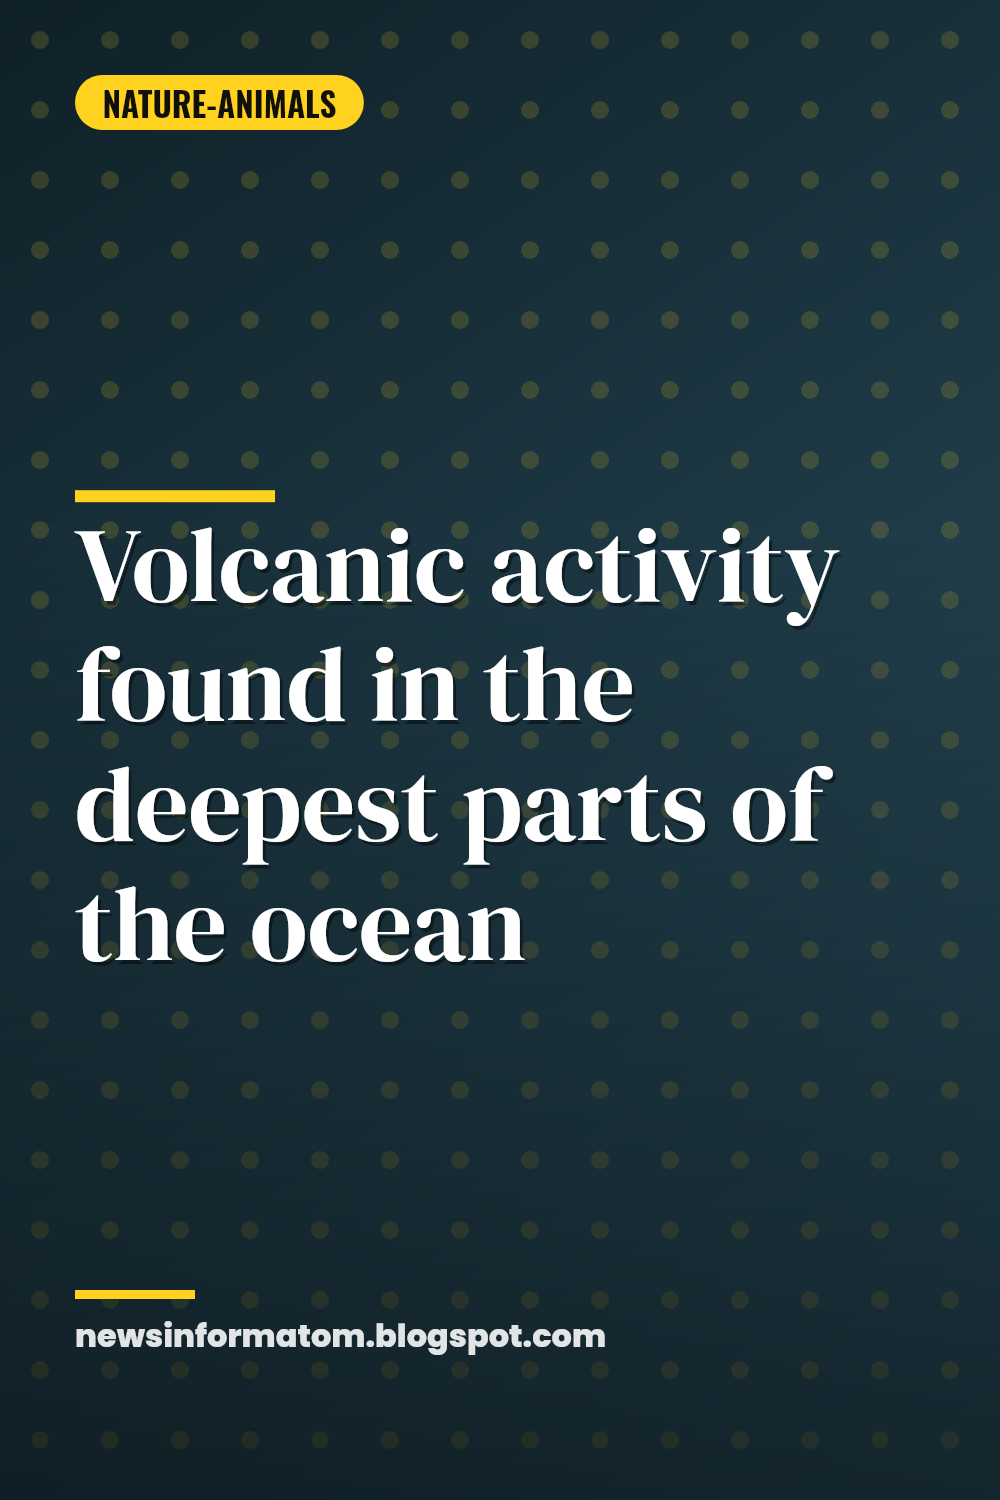 NATURE-ANIMALS
Volcanic activity
found in the
deepest parts of
the ocean
newsinformatom.blogspot.com